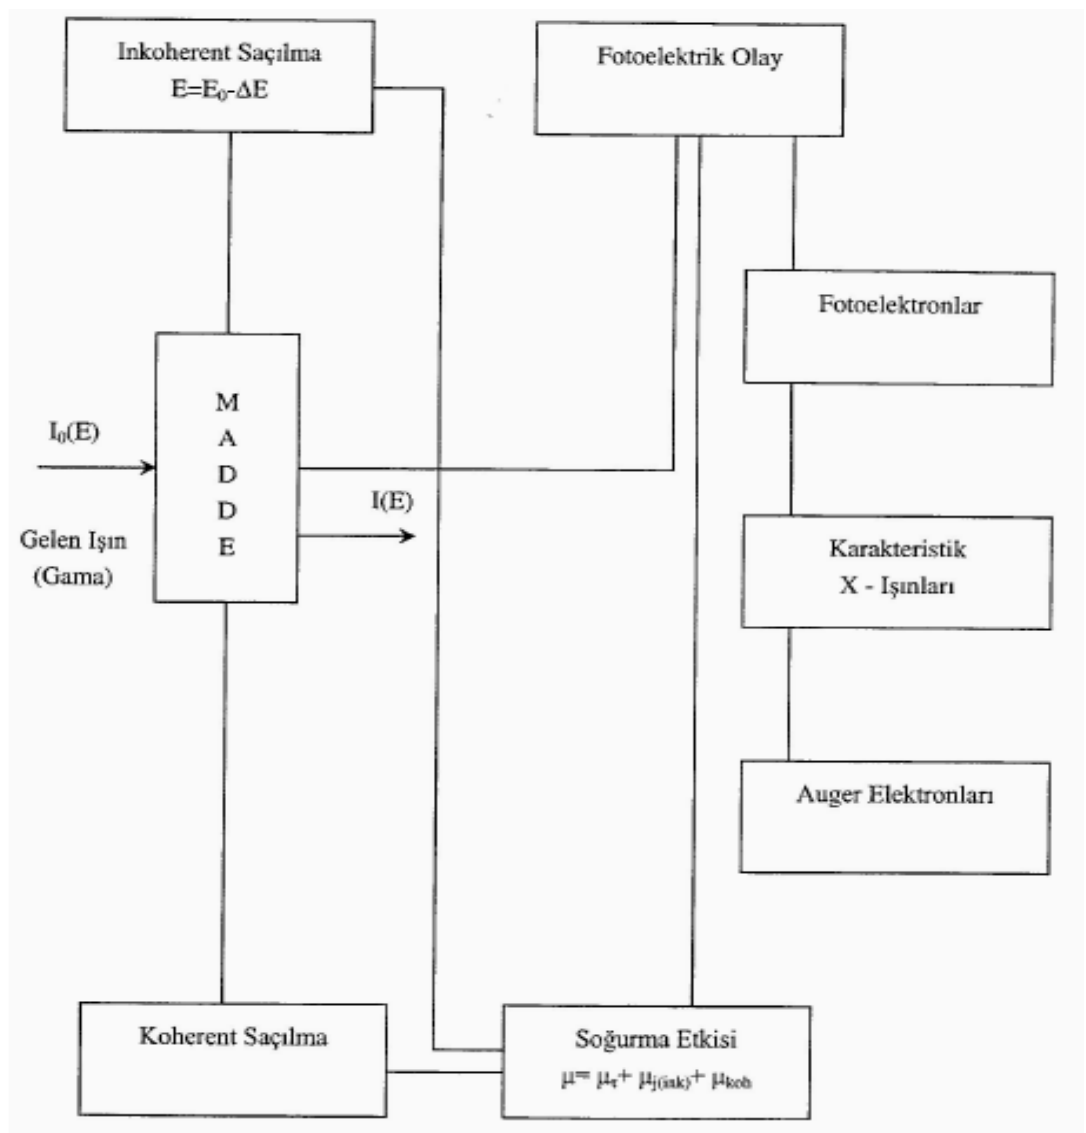 Inkoherent Saçılma
E=E₀-ΔE
Fotoelektrik Olay
Fotoelektronlar
M
A
D
D
E
I₀(E)
I(E)
Gelen Işın
(Gama)
Karakteristik
X - Işınları
Auger Elektronları
Koherent Saçılma
Soğurma Etkisi
μ= μτ+ μj(ink)+ μkoh